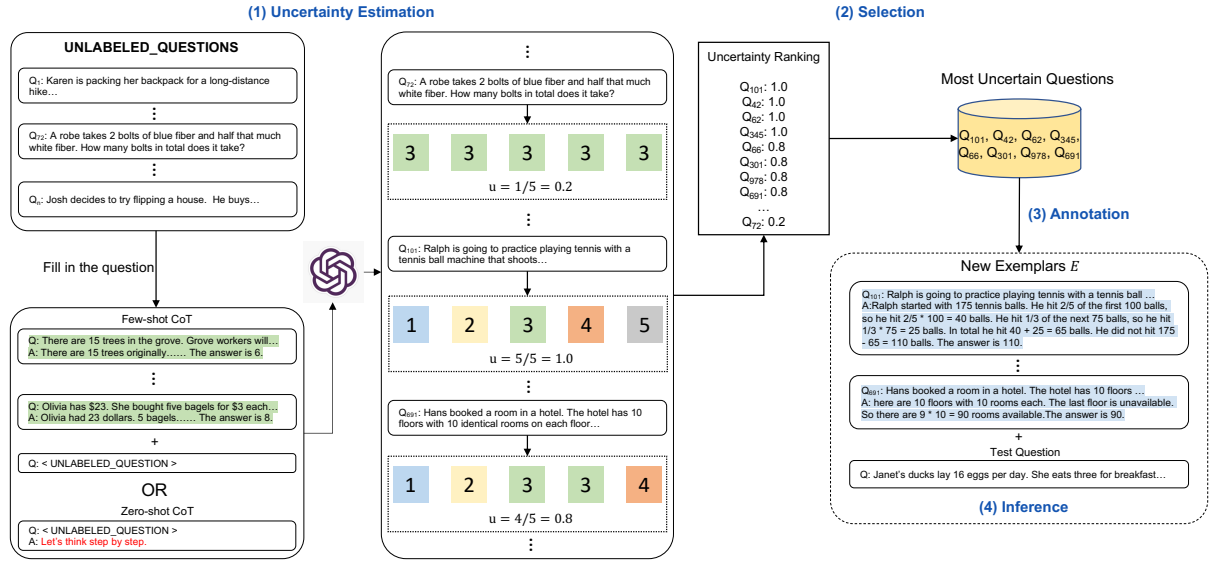 (1) Uncertainty Estimation
UNLABELED_QUESTIONS
Q1: Karen is packing her backpack for a long-distance
hike…
Q72: A robe takes 2 bolts of blue fiber and half that much
white fiber. How many bolts in total does it take?
Qn: Josh decides to try flipping a house. He buys…
Fill in the question
Few-shot CoT
Q: There are 15 trees in the grove. Grove workers will…
A: There are 15 trees originally…… The answer is 6.
Q: Olivia has $23. She bought five bagels for $3 each…
A: Olivia had 23 dollars. 5 bagels…… The answer is 8.
+
Q: < UNLABELED_QUESTION >
OR
Zero-shot CoT
Q: < UNLABELED_QUESTION >
A: Let's think step by step.
Q72: A robe takes 2 bolts of blue fiber and half that much
white fiber. How many bolts in total does it take?
3 3 3 3 3
u = 1/5 = 0.2
Q101: Ralph is going to practice playing tennis with a
tennis ball machine that shoots…
1 2 3 4 5
u = 5/5 = 1.0
Q691: Hans booked a room in a hotel. The hotel has 10
floors with 10 identical rooms on each floor…
1 2 3 3 4
u = 4/5 = 0.8
(2) Selection
Uncertainty Ranking
Q101: 1.0
Q42: 1.0
Q62: 1.0
Q345: 1.0
Q66: 0.8
Q301: 0.8
Q978: 0.8
Q691: 0.8
…
Q72: 0.2
Most Uncertain Questions
Q101, Q42, Q62, Q345,
Q66, Q301, Q978, Q691
(3) Annotation
New Exemplars E
Q101: Ralph is going to practice playing tennis with a tennis ball …
A:Ralph started with 175 tennis balls. He hit 2/5 of the first 100 balls,
so he hit 2/5 * 100 = 40 balls. He hit 1/3 of the next 75 balls, so he hit
1/3 * 75 = 25 balls. In total he hit 40 + 25 = 65 balls. He did not hit 175
- 65 = 110 balls. The answer is 110.
Q691: Hans booked a room in a hotel. The hotel has 10 floors …
A: here are 10 floors with 10 rooms each. The last floor is unavailable.
So there are 9 * 10 = 90 rooms available.The answer is 90.
+
Test Question
Q: Janet's ducks lay 16 eggs per day. She eats three for breakfast…
(4) Inference